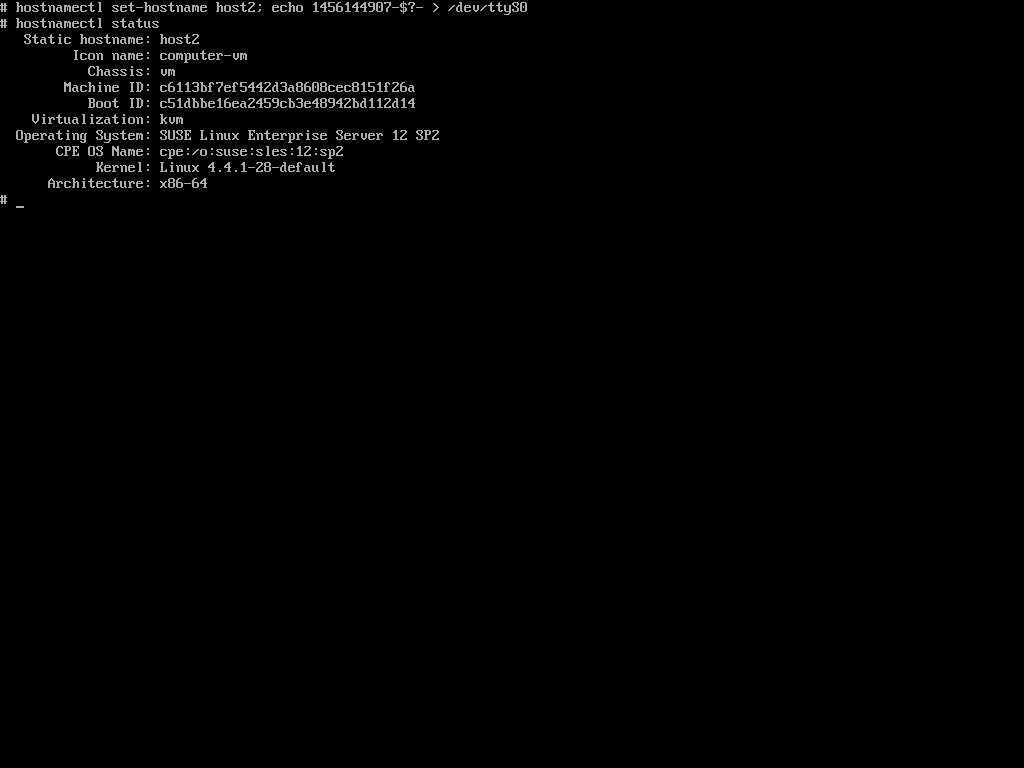 # hostnamectl set-hostname host2; echo 1456144907-$?- > /dev/ttyS0
# hostnamectl status
Static hostname: host2
Icon name: computer-vm
Chassis: vm
Machine ID: c6113bf7ef5442d3a8608cec8151f26a
Boot ID: c51dbbe16ea2459cb3e48942bd112d14
Virtualization: kvm
Operating System: SUSE Linux Enterprise Server 12 SP2
CPE OS Name: cpe:/o:suse:sles:12:sp2
Kernel: Linux 4.4.1-28-default
Architecture: x86-64
# _